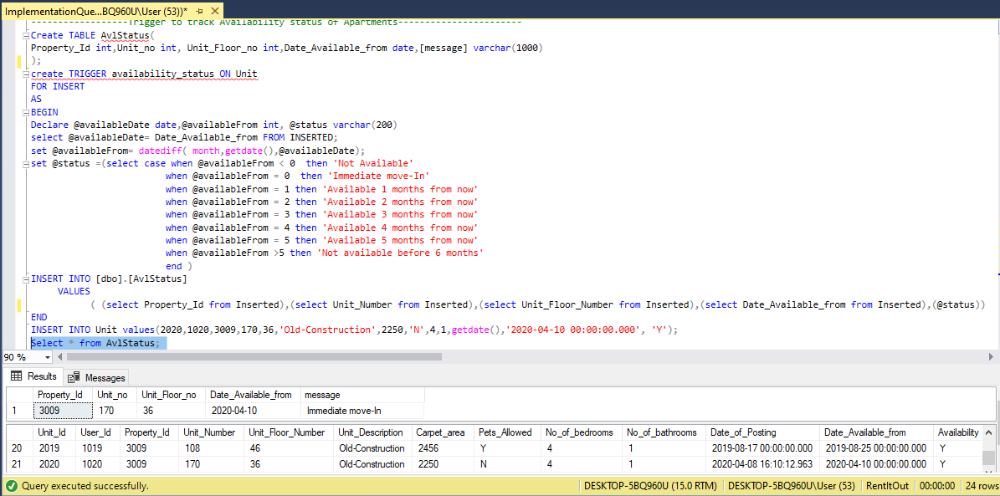 ImplementationQue...BQ960U\User (53))*
------------------Trigger to track Availability status of Apartments-----------------------
Create TABLE AvlStatus(
Property_Id int,Unit_no int, Unit_Floor_no int,Date_Available_from date,[message] varchar(1000)
);
create TRIGGER availability_status ON Unit
FOR INSERT
AS
BEGIN
Declare @availableDate date,@availableFrom int, @status varchar(200)
select @availableDate= Date_Available_from FROM INSERTED;
set @availableFrom= datediff( month,getdate(),@availableDate);
set @status =(select case when @availableFrom < 0  then 'Not Available'
when @availableFrom = 0  then 'Immediate move-In'
when @availableFrom = 1 then 'Available 1 months from now'
when @availableFrom = 2 then 'Available 2 months from now'
when @availableFrom = 3 then 'Available 3 months from now'
when @availableFrom = 4 then 'Available 4 months from now'
when @availableFrom = 5 then 'Available 5 months from now'
when @availableFrom >5 then 'Not available before 6 months'
end )
INSERT INTO [dbo].[AvlStatus]
VALUES
( (select Property_Id from Inserted),(select Unit_Number from Inserted),(select Unit_Floor_Number from Inserted),(select Date_Available_from from Inserted),(@status))
END
INSERT INTO Unit values(2020,1020,3009,170,36,'Old-Construction',2250,'N',4,1,getdate(),'2020-04-10 00:00:00.000', 'Y');
Select * from AvlStatus;
90 %
Results Messages
Property_Id Unit_no Unit_Floor_no Date_Available_from message
1 3009 170 36 2020-04-10 Immediate move-In
Unit_Id User_Id Property_Id Unit_Number Unit_Floor_Number Unit_Description Carpet_area Pets_Allowed No_of_bedrooms No_of_bathrooms Date_of_Posting Date_Available_from Availability
20 2019 1019 3009 108 46 Old-Construction 2456 Y 4 1 2019-08-17 00:00:00.000 2019-08-25 00:00:00.000 Y
21 2020 1020 3009 170 36 Old-Construction 2250 N 4 1 2020-04-08 16:10:12.963 2020-04-10 00:00:00.000 Y
Query executed successfully. DESKTOP-5BQ960U (15.0 RTM) DESKTOP-5BQ960U\User (53) RentItOut 00:00:00 24 rows